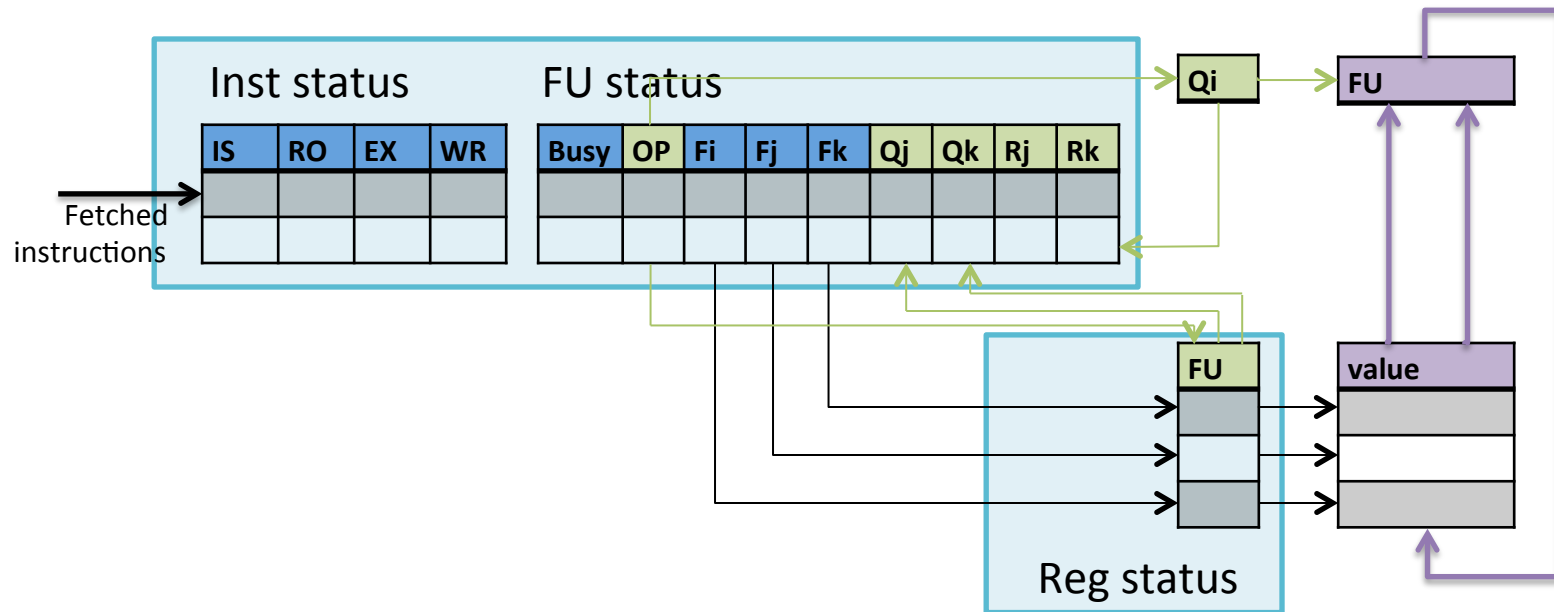 Inst status
FU status
Qi
FU
IS RO EX WR
Busy OP Fi Fj Fk Qj Qk Rj Rk
Fetched
instructions
FU
value
Reg status